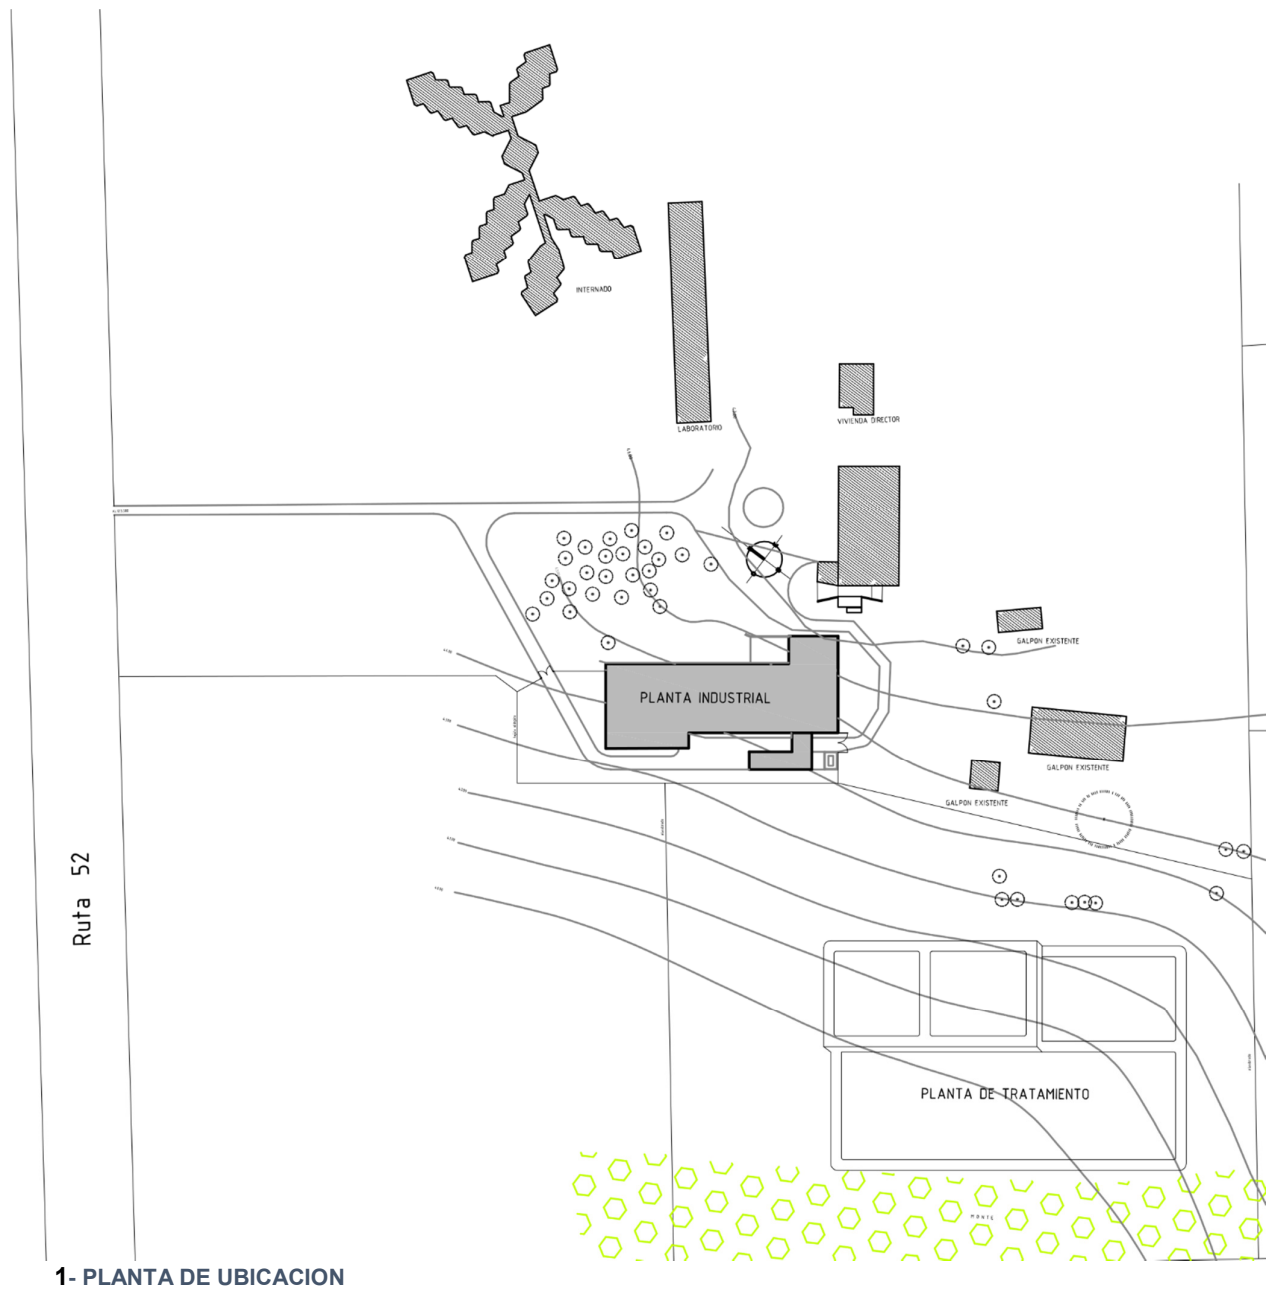 INTERNADO
LABORATORIO
VIVIENDA DIRECTOR
GALPON EXISTENTE
PLANTA INDUSTRIAL
GALPON EXISTENTE
GALPON EXISTENTE
Ruta 52
PLANTA DE TRATAMIENTO
MONTE
1- PLANTA DE UBICACION